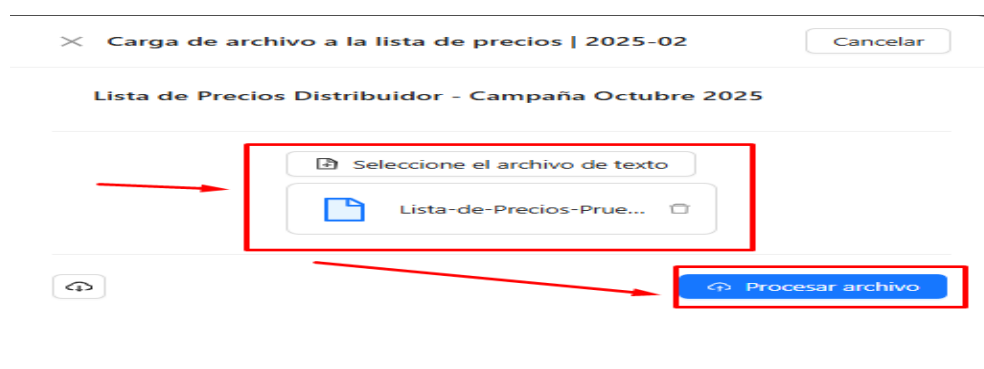 Carga de archivo a la lista de precios | 2025-02
Cancelar
Lista de Precios Distribuidor - Campaña Octubre 2025
Seleccione el archivo de texto
Lista-de-Precios-Prue...
Procesar archivo